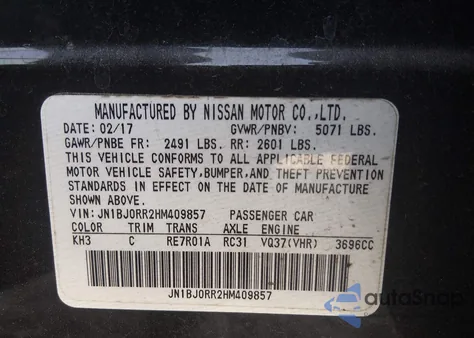 MANUFACTURED BY NISSAN MOTOR CO.,LTD.
DATE: 02/17 GVWR/PNBV: 5071 LBS.
GAWR/PNBE FR: 2491 LBS. RR: 2601 LBS.
THIS VEHICLE CONFORMS TO ALL APPLICABLE FEDERAL
MOTOR VEHICLE SAFETY,BUMPER,AND THEFT PREVENTION
STANDARDS IN EFFECT ON THE DATE OF MANUFACTURE
SHOWN ABOVE.
VIN: JN1BJ0RR2HM409857 PASSENGER CAR
COLOR TRIM TRANS AXLE ENGINE
KH3 C RE7R01A RC31 VQ37(VHR) 3696CC
JN1BJ0RR2HM409857
autoSnap